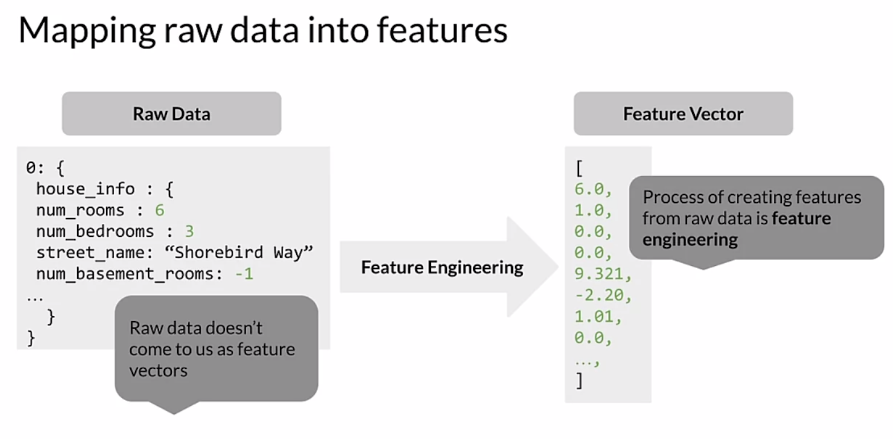 Mapping raw data into features
Raw Data
0: {
house_info : {
num_rooms : 6
num_bedrooms : 3
street_name: “Shorebird Way”
num_basement_rooms: -1
...
}
}
Raw data doesn’t
come to us as feature
vectors
Feature Engineering
Feature Vector
[
6.0,
1.0,
0.0,
0.0,
9.321,
-2.20,
1.01,
0.0,
...,
]
Process of creating features
from raw data is feature
engineering